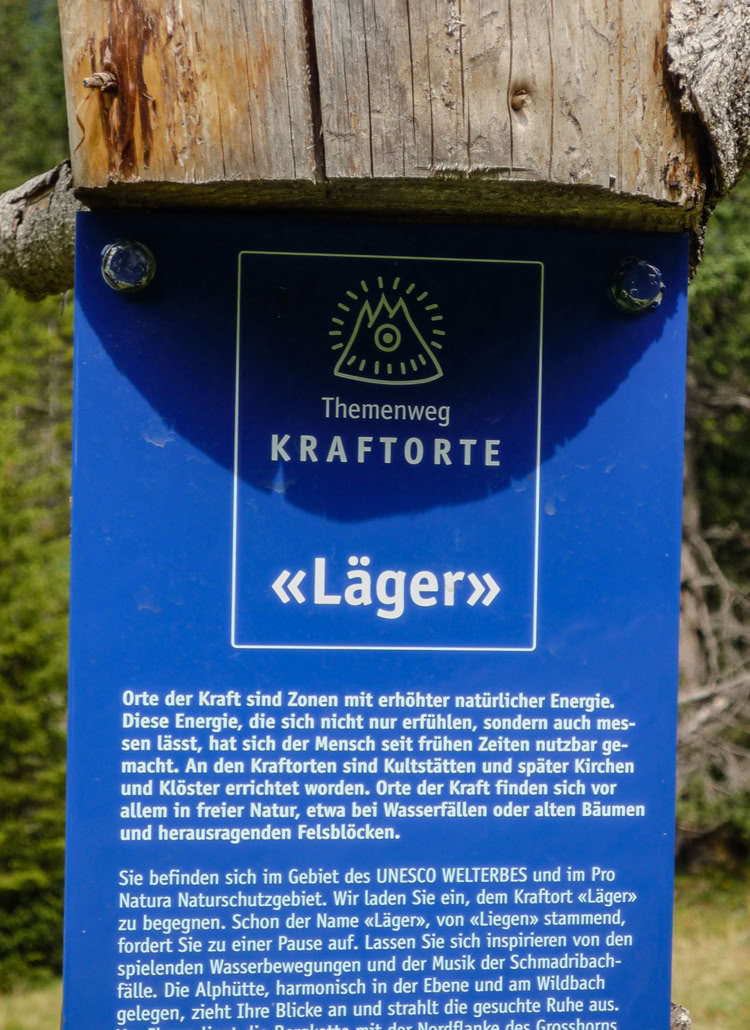 Themenweg
KRAFTORTE
«Läger»
Orte der Kraft sind Zonen mit erhöhter natürlicher Energie.
Diese Energie, die sich nicht nur erfühlen, sondern auch mes-
sen lässt, hat sich der Mensch seit frühen Zeiten nutzbar ge-
macht. An den Kraftorten sind Kultstätten und später Kirchen
und Klöster errichtet worden. Orte der Kraft finden sich vor
allem in freier Natur, etwa bei Wasserfällen oder alten Bäumen
und herausragenden Felsblöcken.
Sie befinden sich im Gebiet des UNESCO WELTERBES und im Pro
Natura Naturschutzgebiet. Wir laden Sie ein, dem Kraftort «Läger»
zu begegnen. Schon der Name «Läger», von «Liegen» stammend,
fordert Sie zu einer Pause auf. Lassen Sie sich inspirieren von den
spielenden Wasserbewegungen und der Musik der Schmadribach-
fälle. Die Alphütte, harmonisch in der Ebene und am Wildbach
gelegen, zieht Ihre Blicke an und strahlt die gesuchte Ruhe aus.
die Bergkette mit der Nordflanke des Grosshorns